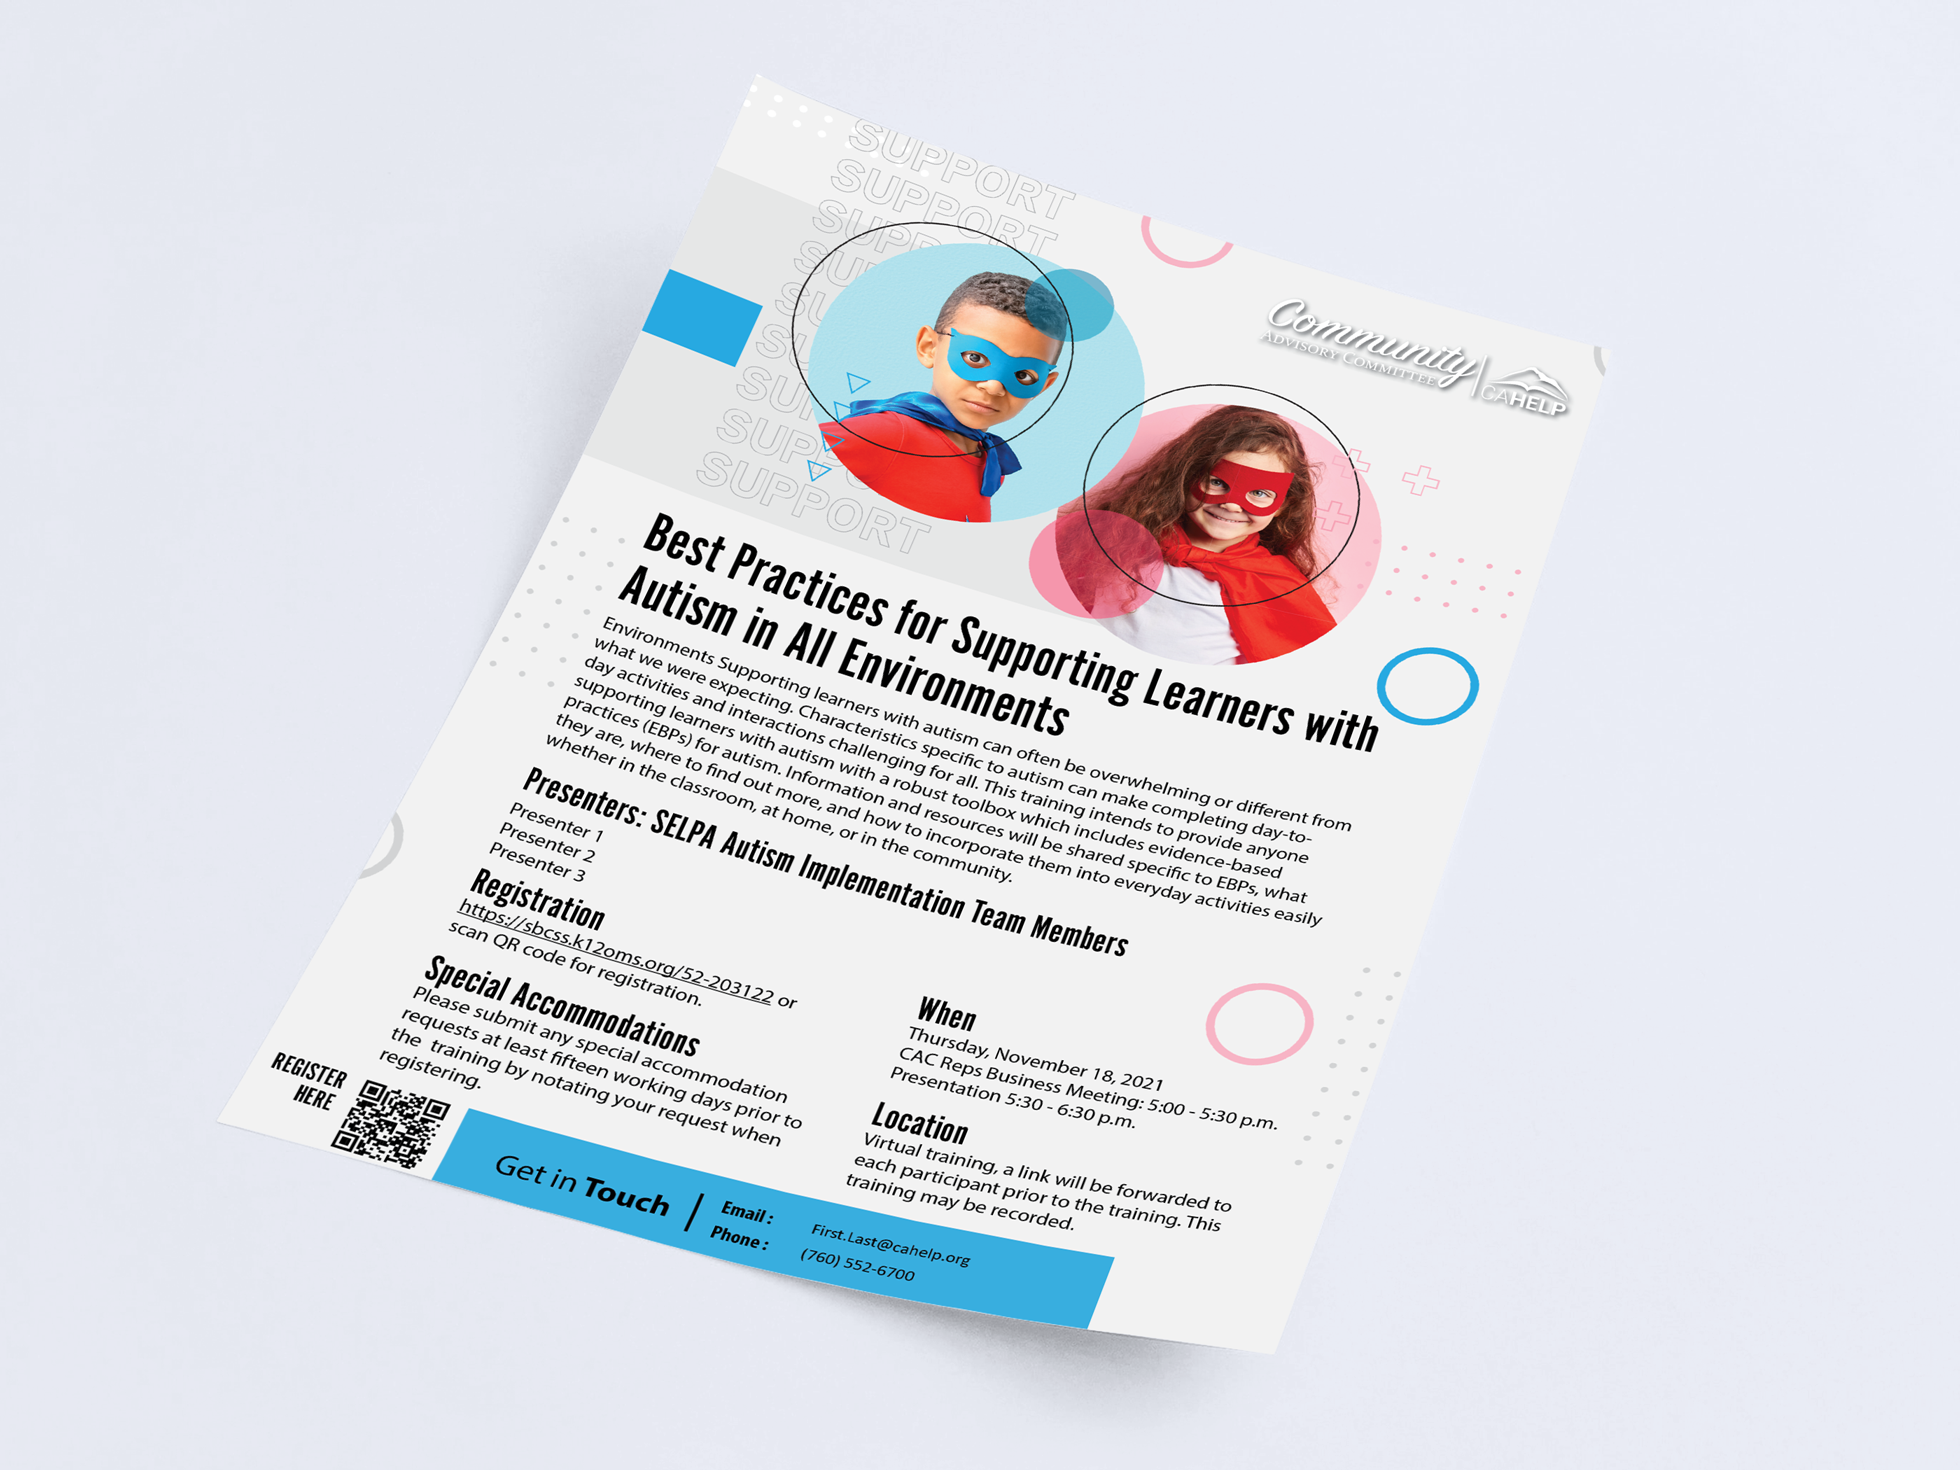 SUPPORT
SUPPORT
SUPP
SUPP
SU
SU
SU
SUP
SUPPO
SUPPORT
Community
ADVISORY COMMITTEE
CAHELP
Best Practices for Supporting Learners with
Autism in All Environments
Environments Supporting learners with autism can often be overwhelming or different from
what we were expecting. Characteristics specific to autism can make completing day-to-
day activities and interactions challenging for all. This training intends to provide anyone
supporting learners with autism with a robust toolbox which includes evidence-based
practices (EBPs) for autism. Information and resources will be shared specific to EBPs, what
they are, where to find out more, and how to incorporate them into everyday activities easily
whether in the classroom, at home, or in the community.
Presenters: SELPA Autism Implementation Team Members
Presenter 1
Presenter 2
Presenter 3
Registration
https://sbcss.k12oms.org/52-203122 or
scan QR code for registration.
Special Accommodations
Please submit any special accommodation
requests at least fifteen working days prior to
the  training by notating your request when
registering.
When
Thursday, November 18, 2021
CAC Reps Business Meeting: 5:00 - 5:30 p.m.
Presentation 5:30 - 6:30 p.m.
Location
Virtual training, a link will be forwarded to
each participant prior to the training. This
training may be recorded.
REGISTER
HERE
Get in Touch
Email :
First.Last@cahelp.org
Phone :
(760) 552-6700